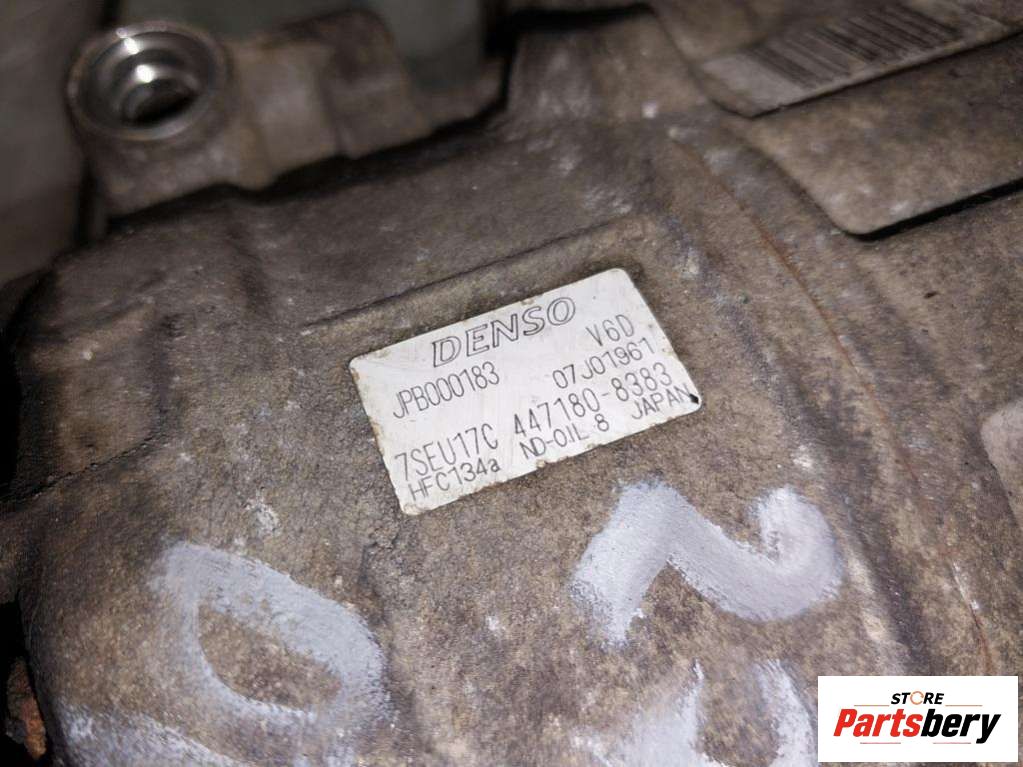 DENSO
JPB000183 V6D
07J01961
7SEU17C 447180-8383
HFC134a ND-OIL 8 JAPAN
STORE
Partsbery